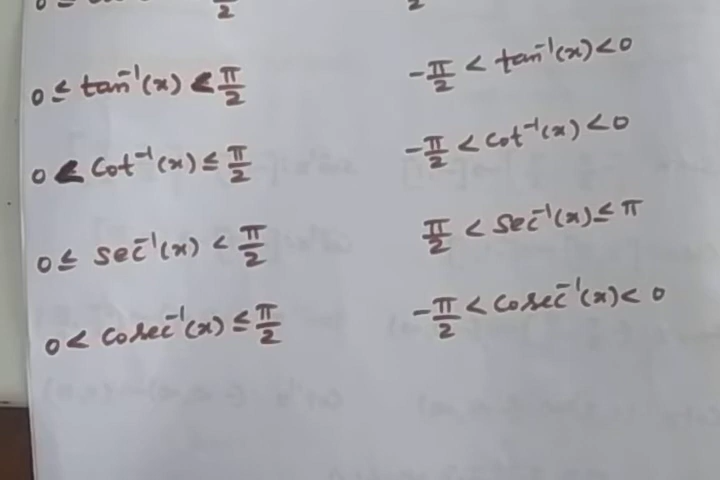 0 ≤ tan⁻¹(x) < π/2    -π/2 < tan⁻¹(x) < 0
0 < cot⁻¹(x) ≤ π/2    -π/2 < cot⁻¹(x) < 0
0 ≤ sec⁻¹(x) < π/2    π/2 < sec⁻¹(x) ≤ π
0 < cosec⁻¹(x) ≤ π/2    -π/2 < cosec⁻¹(x) < 0